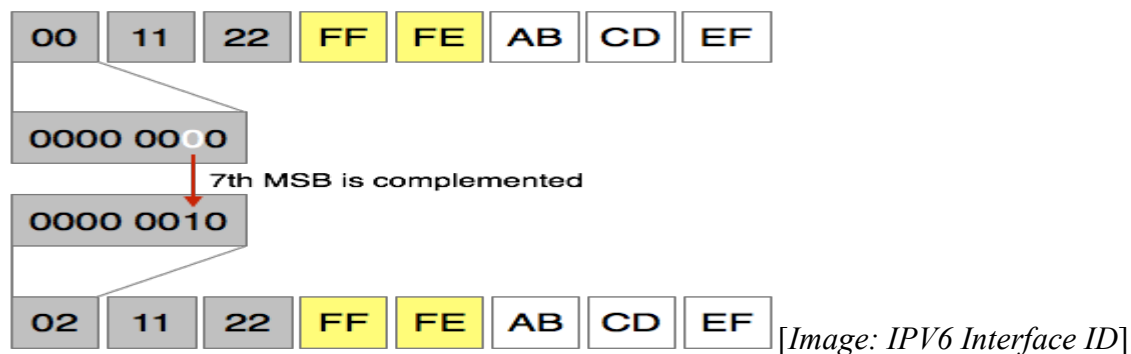 00 11 22 FF FE AB CD EF
0000 0000
7th MSB is complemented
0000 0010
02 11 22 FF FE AB CD EF [Image: IPV6 Interface ID]